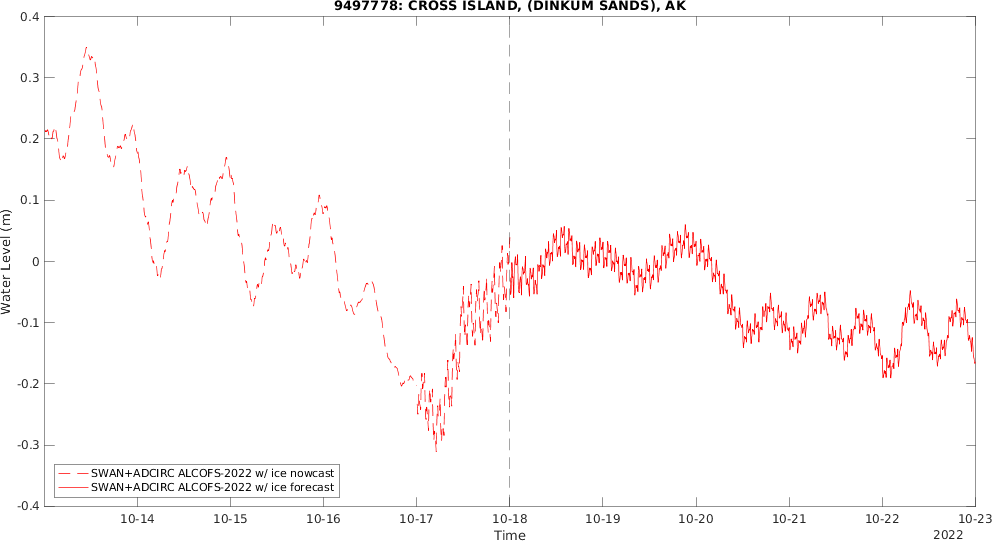 9497778: CROSS ISLAND, (DINKUM SANDS), AK
0.4
0.3
0.2
0.1
0
-0.1
-0.2
-0.3
-0.4
Water Level (m)
SWAN+ADCIRC ALCOFS-2022 w/ ice nowcast
SWAN+ADCIRC ALCOFS-2022 w/ ice forecast
10-14 10-15 10-16 10-17 10-18 10-19 10-20 10-21 10-22 10-23
Time
2022